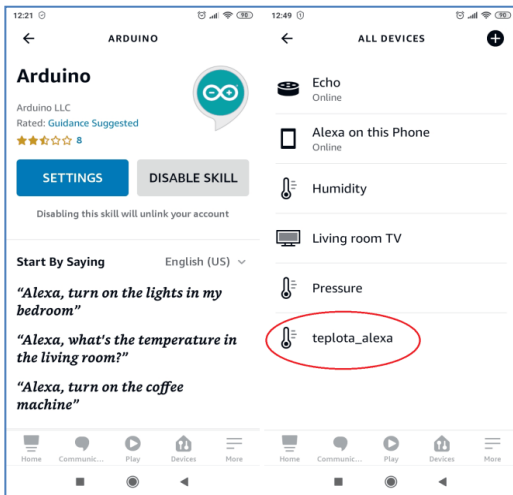 12:21
90
ARDUINO
Arduino
Arduino LLC
Rated: Guidance Suggested
8
SETTINGS
DISABLE SKILL
Disabling this skill will unlink your account
Start By Saying
English (US)
“Alexa, turn on the lights in my
bedroom”
“Alexa, what's the temperature in
the living room?”
“Alexa, turn on the coffee
machine”
Home
Communic...
Play
Devices
More
12:49
90
ALL DEVICES
Echo
Online
Alexa on this Phone
Online
Humidity
Living room TV
Pressure
teplota_alexa
Home
Communic...
Play
Devices
More